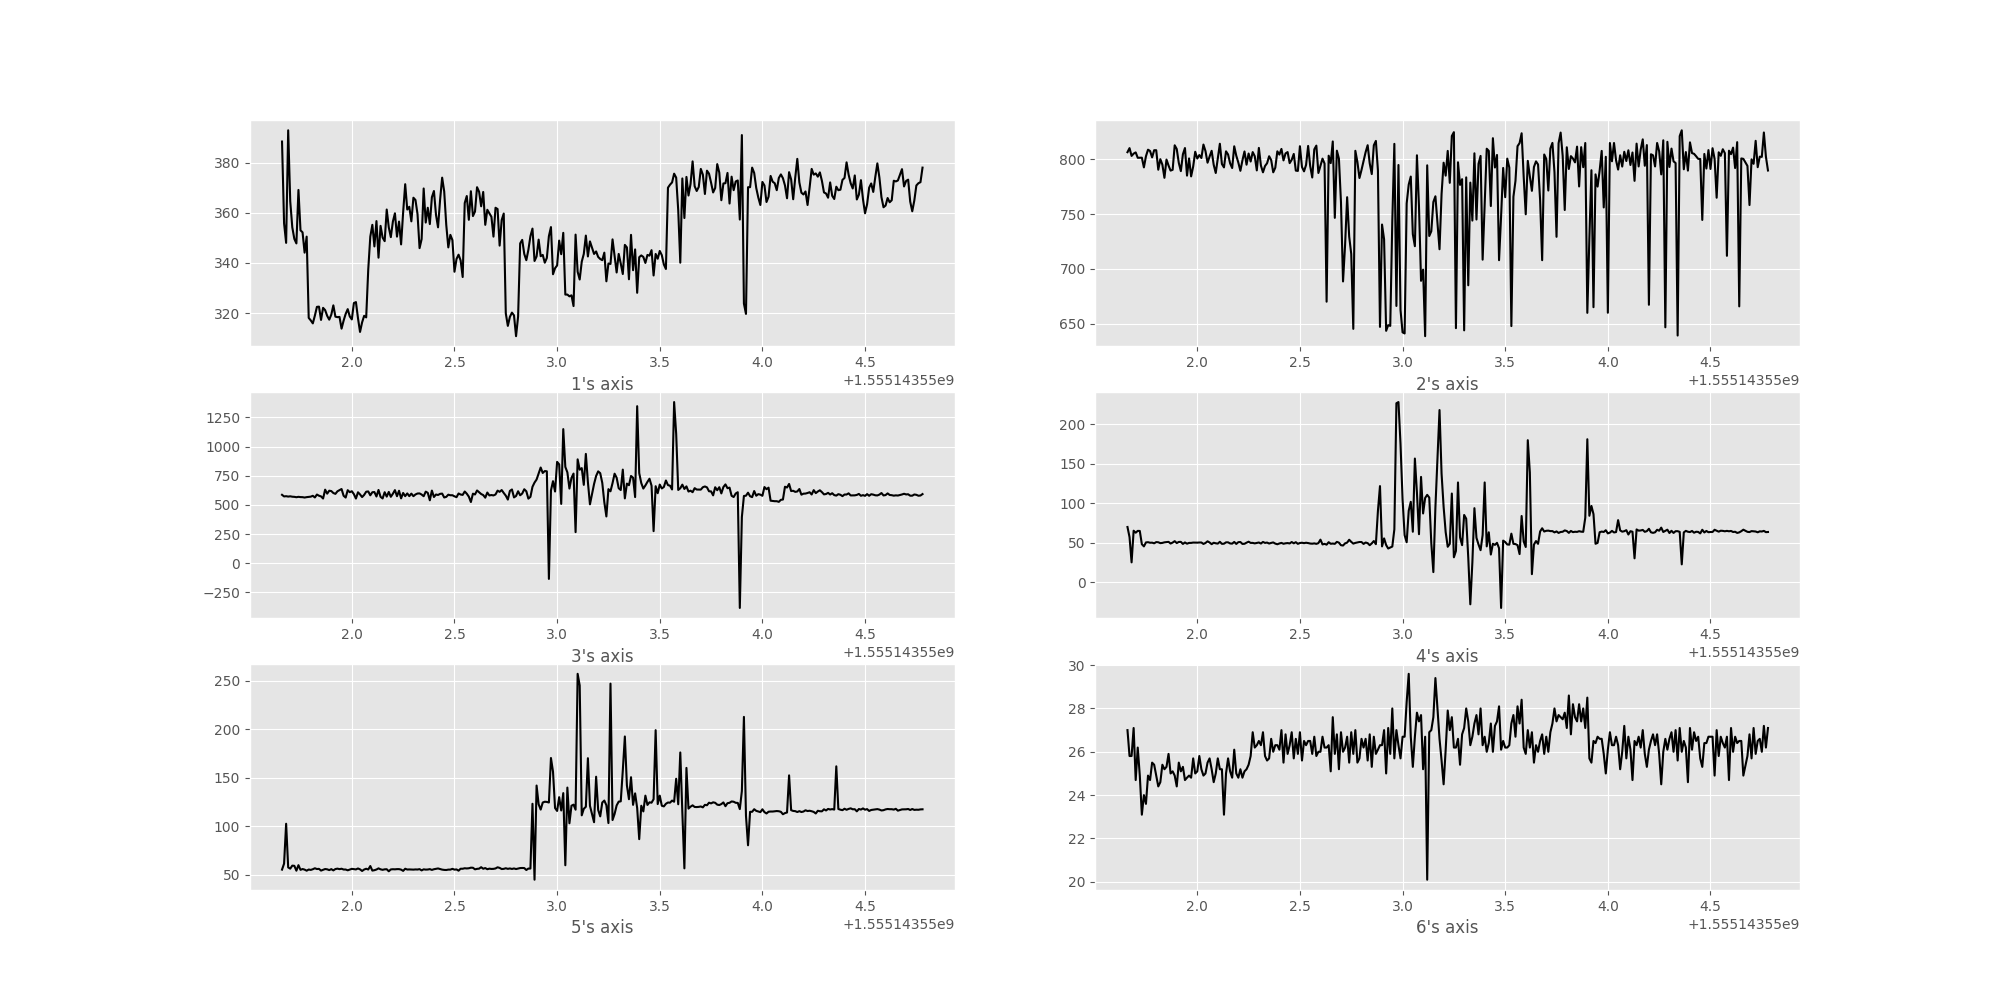 380
360
340
320
2.0 2.5 3.0 3.5 4.0 4.5
1's axis +1.55514355e9
800
750
700
650
2.0 2.5 3.0 3.5 4.0 4.5
2's axis +1.55514355e9
1250
1000
750
500
250
0
−250
2.0 2.5 3.0 3.5 4.0 4.5
3's axis +1.55514355e9
200
150
100
50
0
2.0 2.5 3.0 3.5 4.0 4.5
4's axis +1.55514355e9
250
200
150
100
50
2.0 2.5 3.0 3.5 4.0 4.5
5's axis +1.55514355e9
30
28
26
24
22
20
2.0 2.5 3.0 3.5 4.0 4.5
6's axis +1.55514355e9